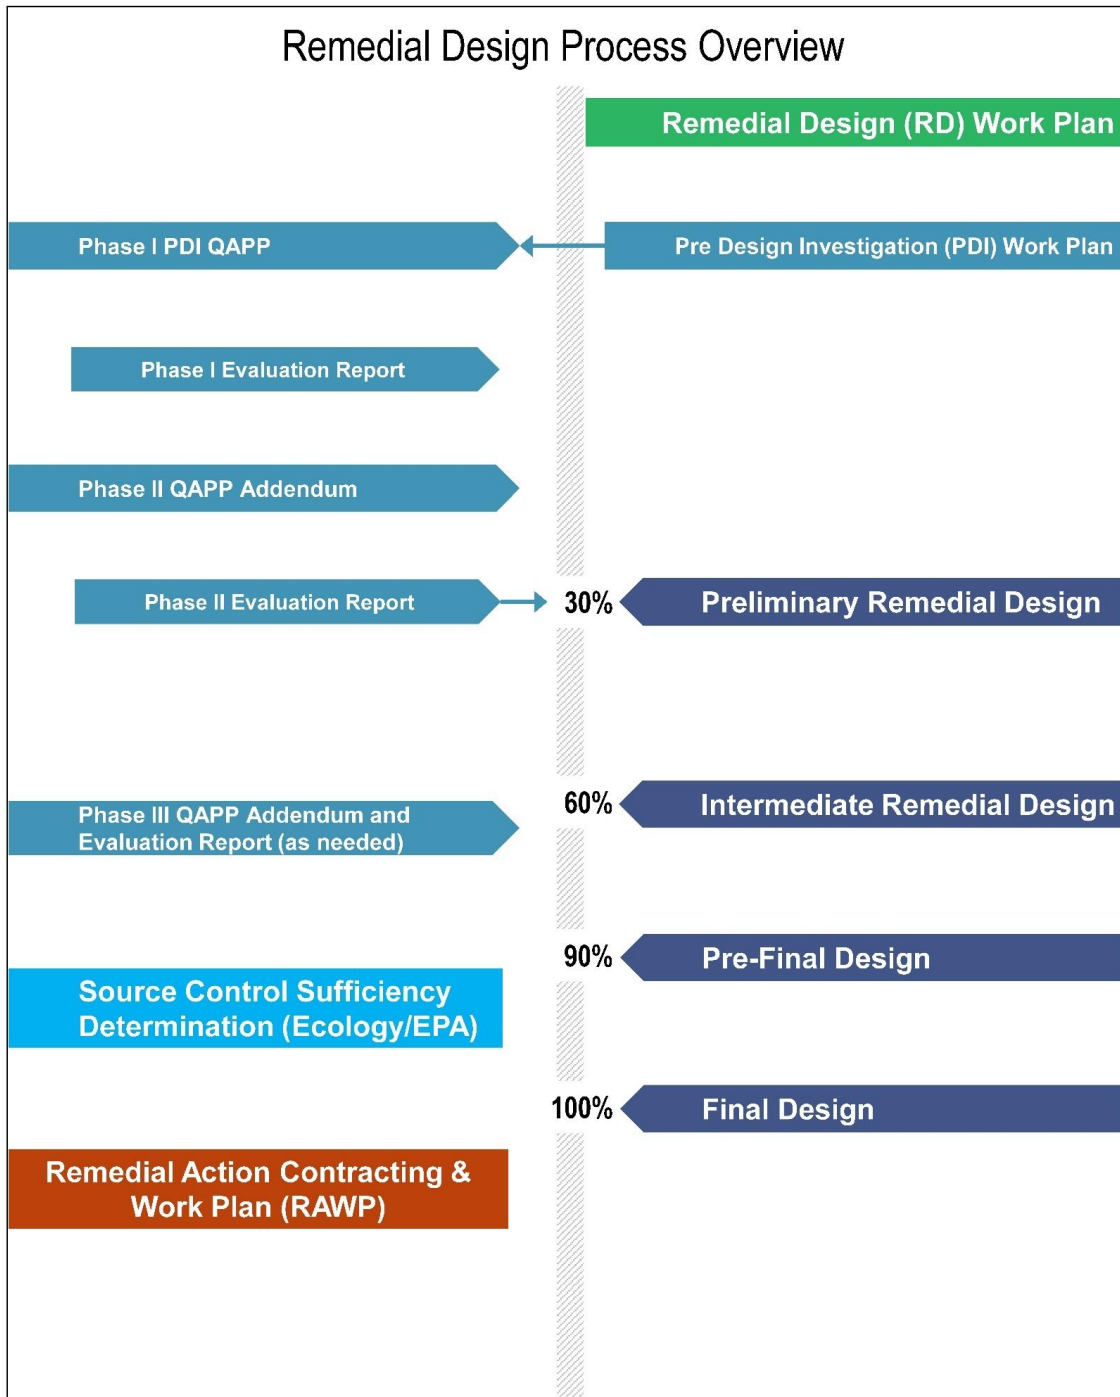 Remedial Design Process Overview
Remedial Design (RD) Work Plan
Phase I PDI QAPP
Pre Design Investigation (PDI) Work Plan
Phase I Evaluation Report
Phase II QAPP Addendum
Phase II Evaluation Report
30%
Preliminary Remedial Design
60%
Intermediate Remedial Design
Phase III QAPP Addendum and
Evaluation Report (as needed)
90%
Pre-Final Design
Source Control Sufficiency
Determination (Ecology/EPA)
100%
Final Design
Remedial Action Contracting &
Work Plan (RAWP)